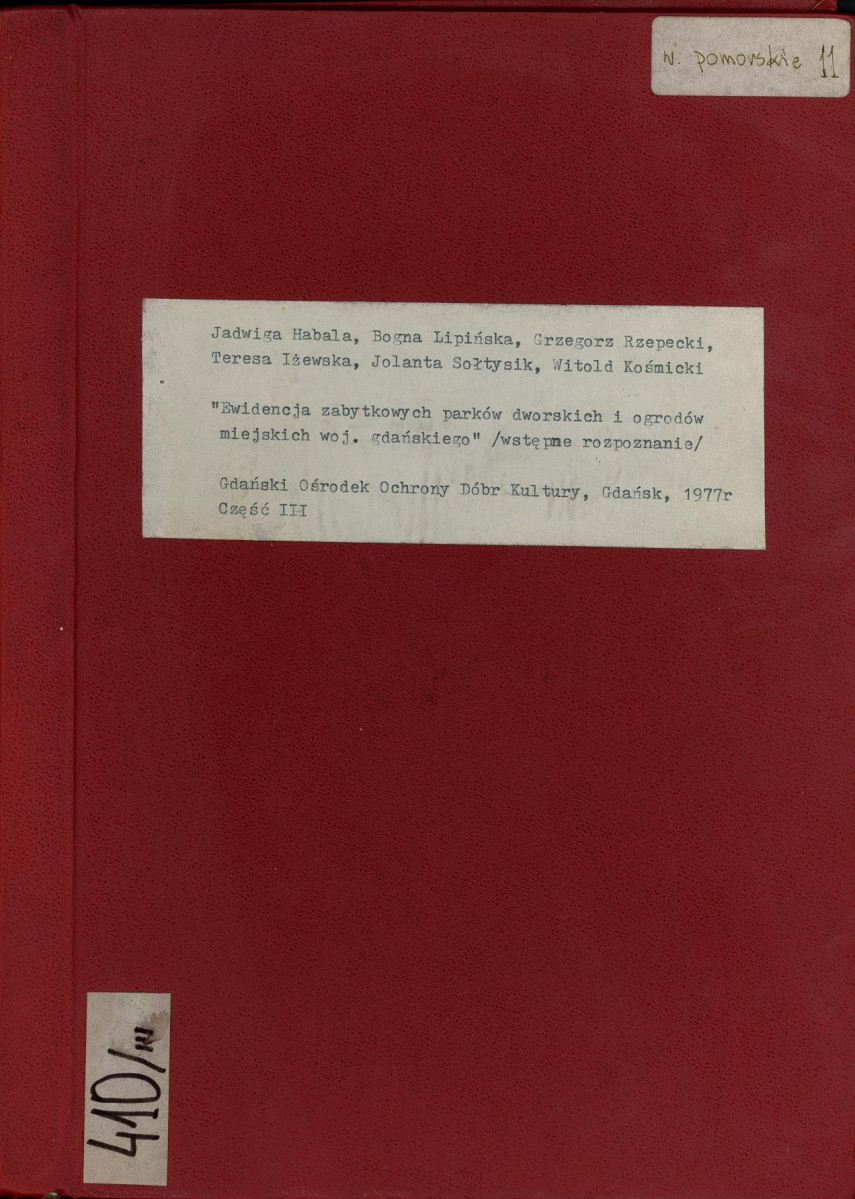 w. pomorskie 11
Jadwiga Habala, Bogna Lipińska, Grzegorz Rzepecki,
Teresa Iżewska, Jolanta Sołtysik, Witold Kośmicki
"Ewidencja zabytkowych parków dworskich i ogrodów
miejskich woj. gdańskiego" /wstępne rozpoznanie/
Gdański Ośrodek Ochrony Dóbr Kultury, Gdańsk, 1977r
Część III
410/III